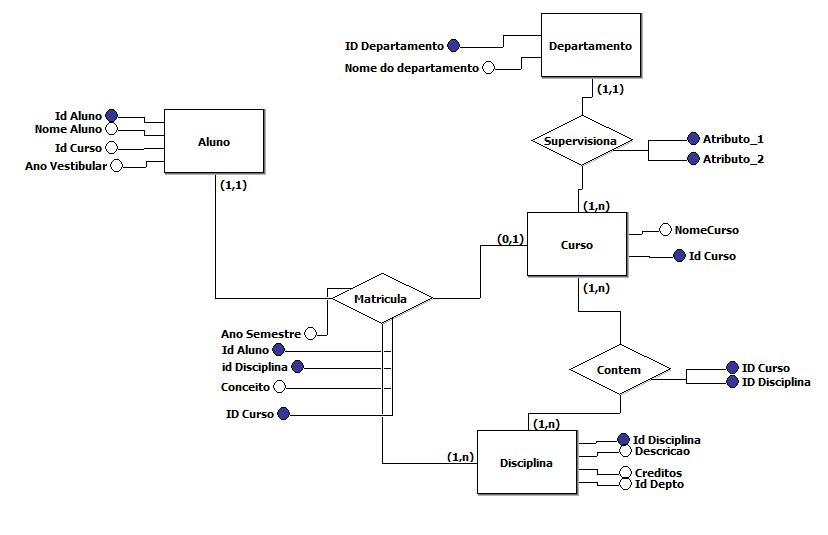 ID Departamento
Nome do departamento
Departamento
(1,1)
Id Aluno
Nome Aluno
Id Curso
Ano Vestibular
Aluno
(1,1)
Supervisiona
Atributo_1
Atributo_2
(1,n)
(0,1)
Curso
NomeCurso
Id Curso
(1,n)
Matricula
Ano Semestre
Id Aluno
id Disciplina
Conceito
ID Curso
Contem
ID Curso
ID Disciplina
(1,n)
(1,n)
Disciplina
Id Disciplina
Descricao
Creditos
Id Depto